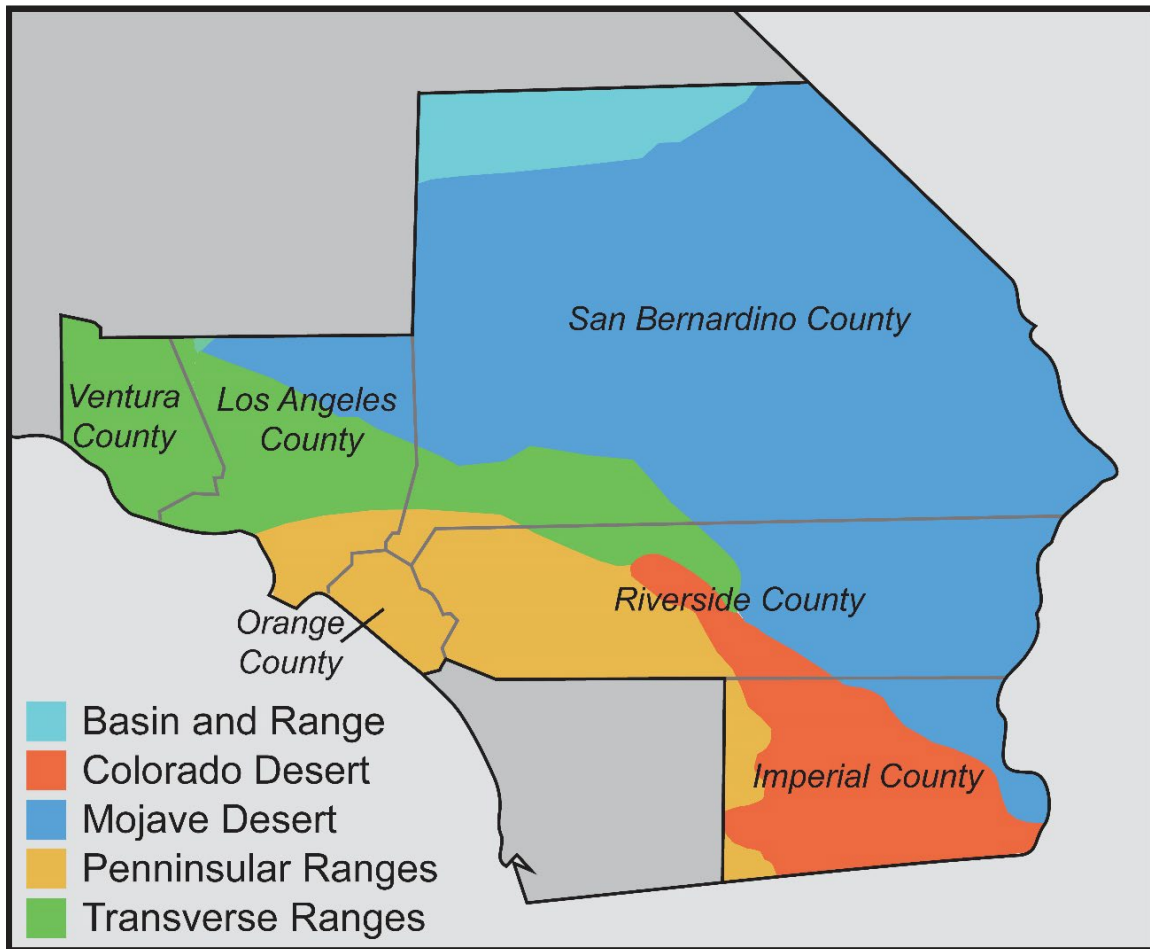 San Bernardino County
Ventura
County
Los Angeles
County
Riverside County
Orange
County
Imperial County
Basin and Range
Colorado Desert
Mojave Desert
Penninsular Ranges
Transverse Ranges